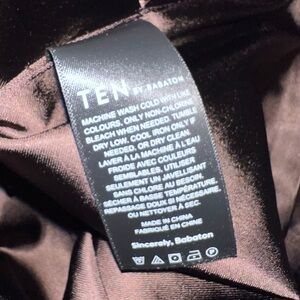 TEN BY BABATON
MACHINE WASH COLD WITH LIKE
COLOURS, ONLY NON-CHLORINE
BLEACH WHEN NEEDED. TUMBLE
DRY LOW. COOL IRON ONLY IF
NEEDED. OR DRY CLEAN.
LAVER À LA MACHINE À L'EAU
FROIDE AVEC COULEURS
SEMBLABLES. UTILISER
SEULEMENT UN JAVELLISANT
SANS CHLORE AU BESOIN.
SÉCHER À BASSE TEMPÉRATURE.
REPASSAGE DOUX SI NÉCESSAIRE.
OU NETTOYER À SEC.
MADE IN CHINA
FABRIQUÉ EN CHINE
Sincerely, Babaton